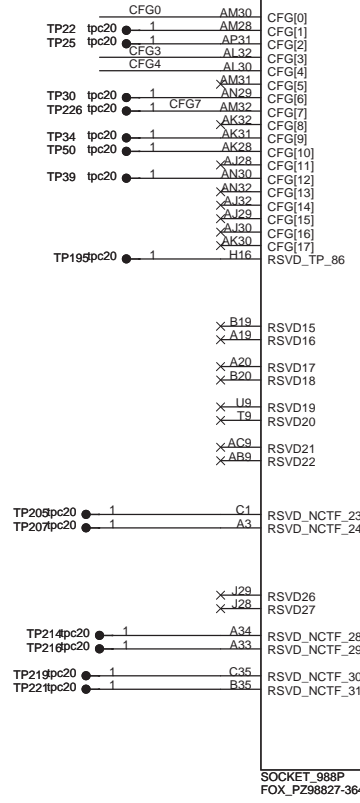 CFG0 AM30 CFG[0]
TP22 tpc20 1 AM28 CFG[1]
TP25 tpc20 1 AP31 CFG[2]
CFG3 AL32 CFG[3]
CFG4 AL30 CFG[4]
AM31 CFG[5]
TP30 tpc20 1 AN29 CFG[6]
TP226 tpc20 1 CFG7 AM32 CFG[7]
AK32 CFG[8]
TP34 tpc20 1 AK31 CFG[9]
TP50 tpc20 1 AK28 CFG[10]
AJ28 CFG[11]
TP39 tpc20 1 AN30 CFG[12]
AN32 CFG[13]
AJ32 CFG[14]
AJ29 CFG[15]
AJ30 CFG[16]
AK30 CFG[17]
TP195 tpc20 1 H16 RSVD_TP_86
B19 RSVD15
A19 RSVD16
A20 RSVD17
B20 RSVD18
U9 RSVD19
T9 RSVD20
AC9 RSVD21
AB9 RSVD22
TP205 tpc20 1 C1 RSVD_NCTF_23
TP207 tpc20 1 A3 RSVD_NCTF_24
J29 RSVD26
J28 RSVD27
TP214 tpc20 1 A34 RSVD_NCTF_28
TP216 tpc20 1 A33 RSVD_NCTF_29
TP219 tpc20 1 C35 RSVD_NCTF_30
TP221 tpc20 1 B35 RSVD_NCTF_31
SOCKET_988P
FOX_PZ98827-364